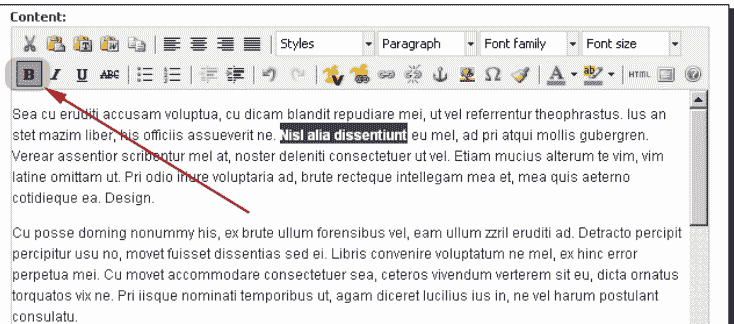 Content:
Styles Paragraph Font family Font size
B I U ABC Ω A ab HTML ?
Sea cu eruditi accusam voluptua, cu dicam blandit repudiare mei, ut vel referrentur theophrastus. Ius an
stet mazim liber, his officiis assueverit ne. Nisl alia dissentiunt eu mel, ad pri atqui mollis gubergren.
Verear assentior scribentur mel at, noster deleniti consectetuer ut vel. Etiam mucius alterum te vim, vim
latine omittam ut. Pri odio iriure voluptaria ad, brute recteque intellegam mea et, mea quis aeterno
cotidieque ea. Design.
Cu posse doming nonummy his, ex brute ullum forensibus vel, eam ullum zzril eruditi ad. Detracto percipit
percipitur usu no, movet fuisset dissentias sed ei. Libris convenire voluptatum ne mel, ex hinc error
perpetua mei. Cu movet accommodare consectetuer sea, ceteros vivendum verterem sit eu, dicta ornatus
torquatos vix ne. Pri iisque nominati temporibus ut, agam diceret lucilius ius in, ne vel harum postulant
consulatu.